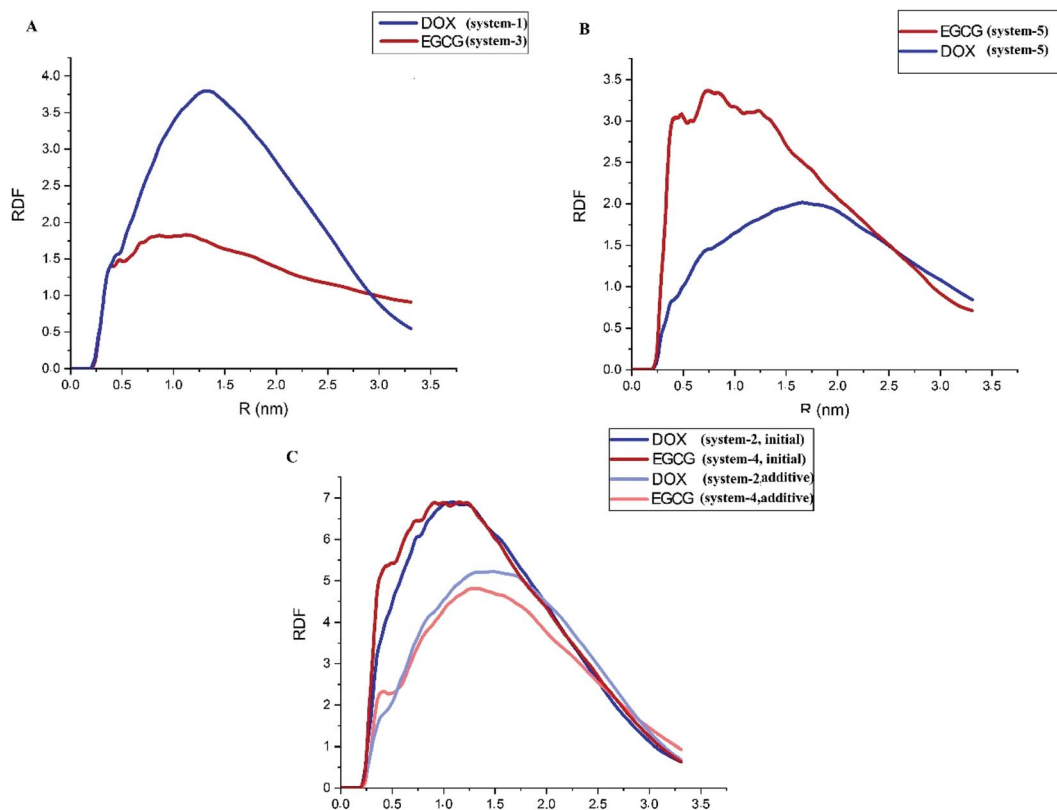 A
DOX (system-1)
EGCG (system-3)
RDF
4.0
3.5
3.0
2.5
2.0
1.5
1.0
0.5
0.0
0.0 0.5 1.0 1.5 2.0 2.5 3.0 3.5
R (nm)
B
EGCG (system-5)
DOX (system-5)
RDF
4.0
3.5
3.0
2.5
2.0
1.5
1.0
0.5
0.0
0.0 0.5 1.0 1.5 2.0 2.5 3.0 3.5
R (nm)
C
DOX (system-2, initial)
EGCG (system-4, initial)
DOX (system-2,additive)
EGCG (system-4,additive)
RDF
7
6
5
4
3
2
1
0
0.0 0.5 1.0 1.5 2.0 2.5 3.0 3.5